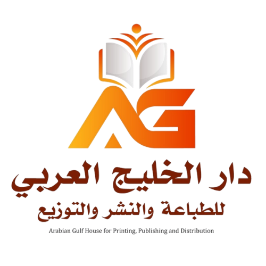 AG
دار الخليج العربي
للطباعة والنشر والتوزيع
Arabian Gulf House for Printing, Publishing and Distribution